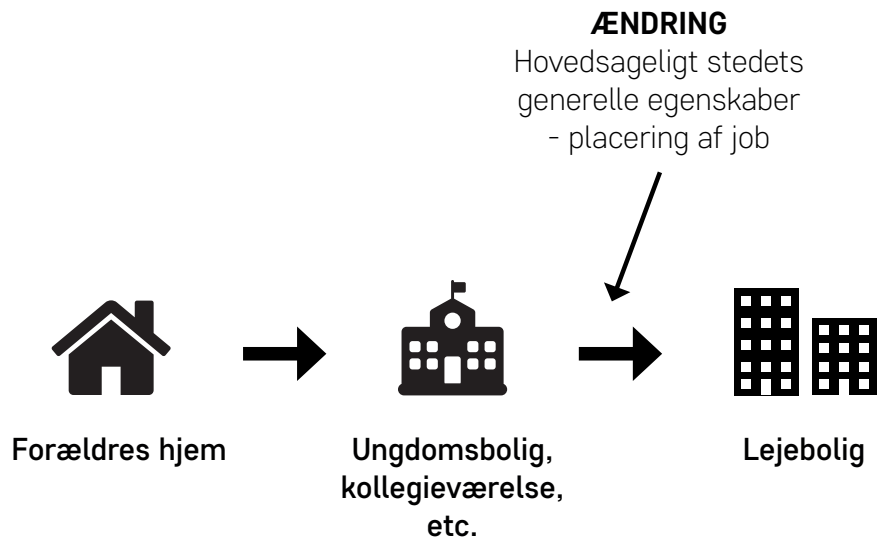 ÆNDRING
Hovedsageligt stedets
generelle egenskaber
- placering af job
Forældres hjem
Ungdomsbolig,
kollegieværelse,
etc.
Lejebolig